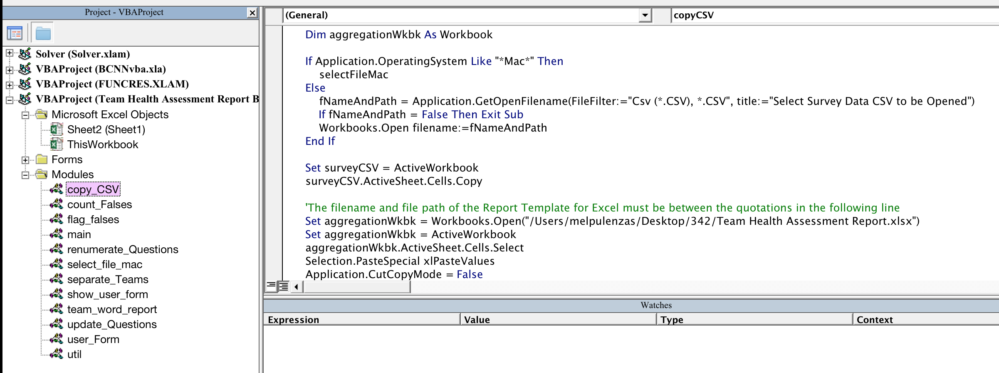 Project - VBAProject
Solver (Solver.xlam)
VBAProject (BCNNvba.xla)
VBAProject (FUNCRES.XLAM)
VBAProject (Team Health Assessment Report B
Microsoft Excel Objects
Sheet2 (Sheet1)
ThisWorkbook
Forms
Modules
copy_CSV
count_Falses
flag_falses
main
renumerate_Questions
select_file_mac
separate_Teams
show_user_form
team_word_report
update_Questions
user_Form
util
(General)
copyCSV
Dim aggregationWkbk As Workbook
If Application.OperatingSystem Like "*Mac*" Then
selectFileMac
Else
fNameAndPath = Application.GetOpenFilename(FileFilter:="Csv (*.CSV), *.CSV", title:="Select Survey Data CSV to be Opened")
If fNameAndPath = False Then Exit Sub
Workbooks.Open filename:=fNameAndPath
End If
Set surveyCSV = ActiveWorkbook
surveyCSV.ActiveSheet.Cells.Copy
'The filename and file path of the Report Template for Excel must be between the quotations in the following line
Set aggregationWkbk = Workbooks.Open("/Users/melpulenzas/Desktop/342/Team Health Assessment Report.xlsx")
Set aggregationWkbk = ActiveWorkbook
aggregationWkbk.ActiveSheet.Cells.Select
Selection.PasteSpecial xlPasteValues
Application.CutCopyMode = False
Watches
Expression
Value
Type
Context